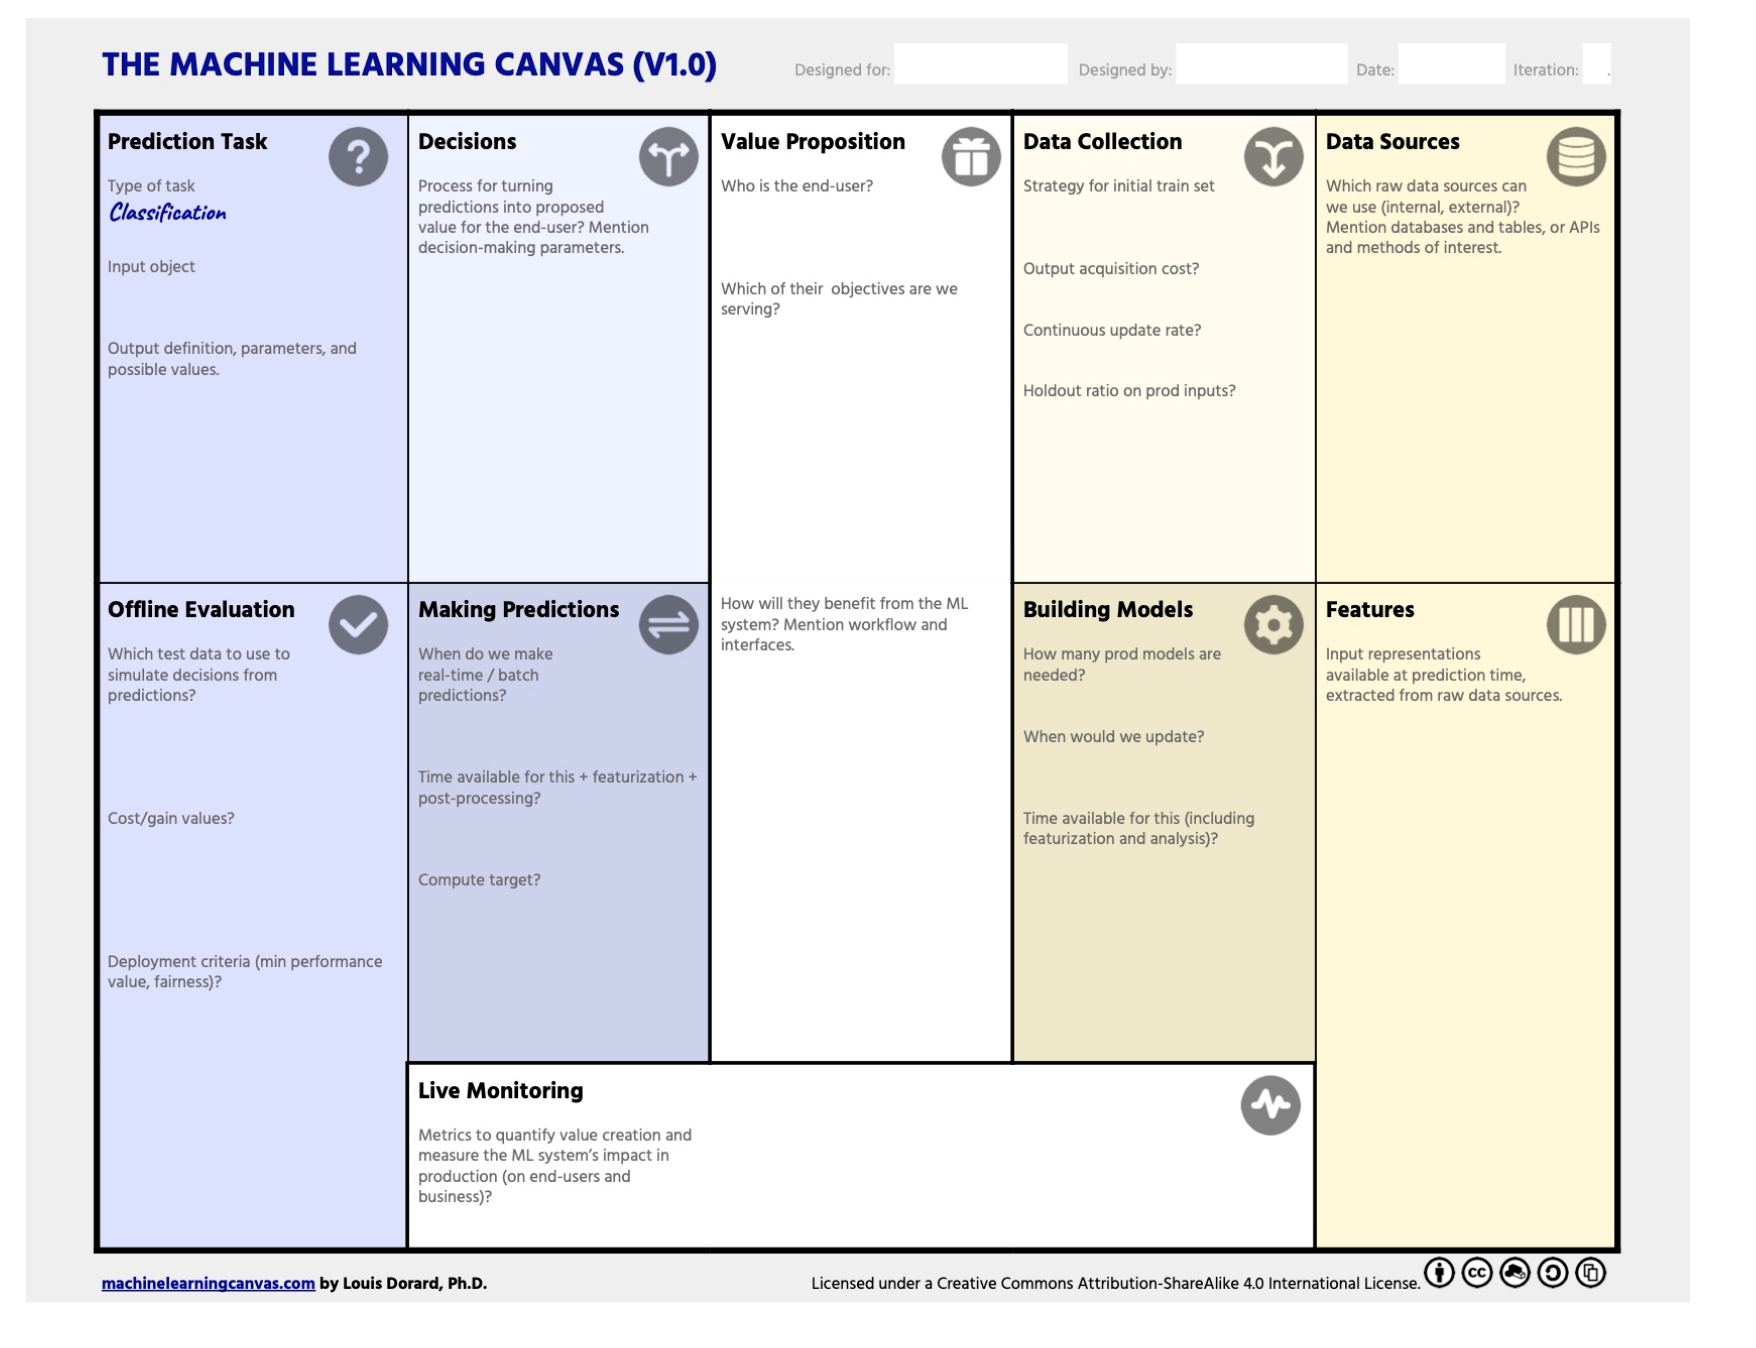 THE MACHINE LEARNING CANVAS (V1.0)
Designed for:
Designed by:
Date:
Iteration: .
Prediction Task
Type of task
Classification
Input object
Output definition, parameters, and
possible values.
Decisions
Process for turning
predictions into proposed
value for the end-user? Mention
decision-making parameters.
Value Proposition
Who is the end-user?
Which of their  objectives are we
serving?
How will they benefit from the ML
system? Mention workflow and
interfaces.
Data Collection
Strategy for initial train set
Output acquisition cost?
Continuous update rate?
Holdout ratio on prod inputs?
Data Sources
Which raw data sources can
we use (internal, external)?
Mention databases and tables, or APIs
and methods of interest.
Offline Evaluation
Which test data to use to
simulate decisions from
predictions?
Cost/gain values?
Deployment criteria (min performance
value, fairness)?
Making Predictions
When do we make
real-time / batch
predictions?
Time available for this + featurization +
post-processing?
Compute target?
Building Models
How many prod models are
needed?
When would we update?
Time available for this (including
featurization and analysis)?
Features
Input representations
available at prediction time,
extracted from raw data sources.
Live Monitoring
Metrics to quantify value creation and
measure the ML system's impact in
production (on end-users and
business)?
machinelearningcanvas.com by Louis Dorard, Ph.D.
Licensed under a Creative Commons Attribution-ShareAlike 4.0 International License.